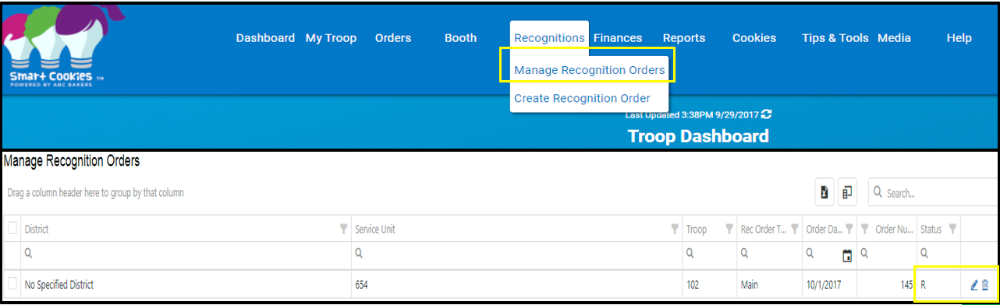 Dashboard My Troop Orders Booth Recognitions Finances Reports Cookies Tips & Tools Media Help
Smart Cookies TM
POWERED BY ABC BAKERS
Manage Recognition Orders
Create Recognition Order
Last Updated 3:38PM 9/29/2017
Troop Dashboard
Manage Recognition Orders
Drag a column header here to group by that column
Search...
District Service Unit Troop Rec Order T... Order Da... Order Nu... Status
No Specified District 654 102 Main 10/1/2017 145 R